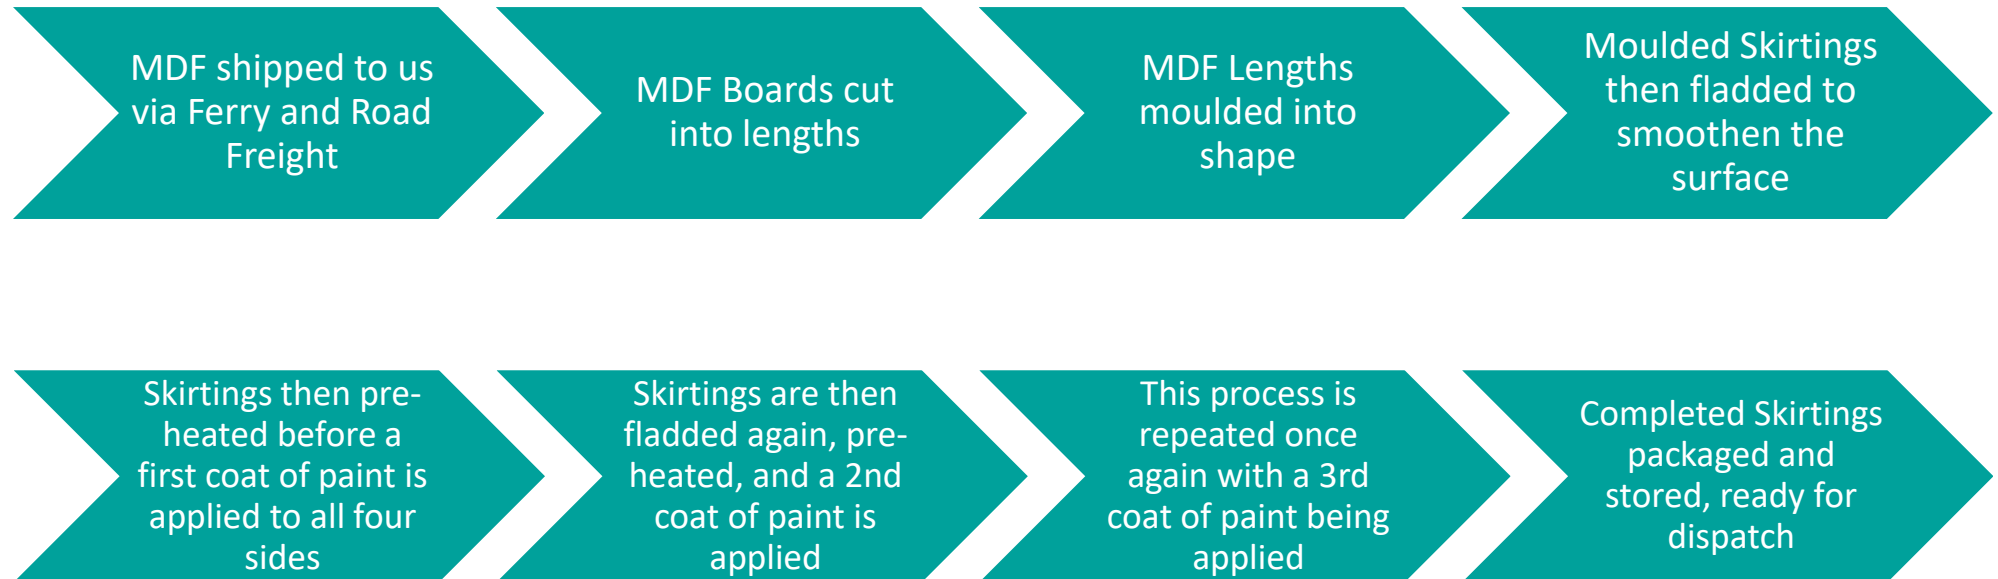 MDF shipped to us
via Ferry and Road
Freight
MDF Boards cut
into lengths
MDF Lengths
moulded into
shape
Moulded Skirtings
then fladded to
smoothen the
surface
Skirtings then pre-
heated before a
first coat of paint is
applied to all four
sides
Skirtings are then
fladded again, pre-
heated, and a 2nd
coat of paint is
applied
This process is
repeated once
again with a 3rd
coat of paint being
applied
Completed Skirtings
packaged and
stored, ready for
dispatch